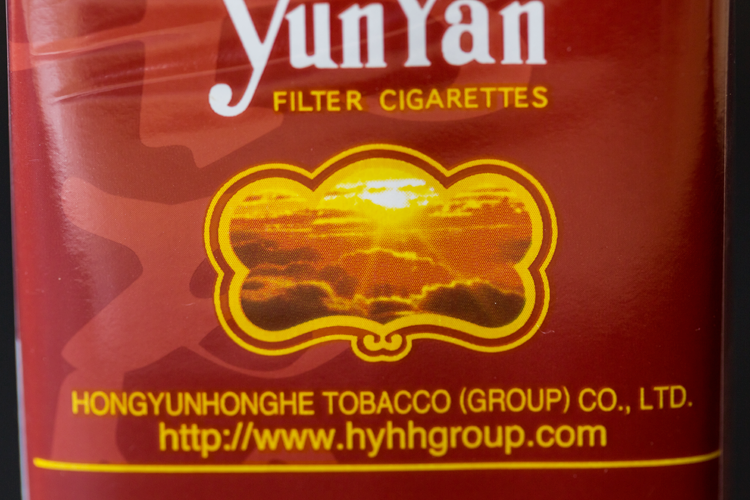 YunYan
FILTER CIGARETTES
HONGYUNHONGHE TOBACCO (GROUP) CO., LTD.
http://www.hyhhgroup.com